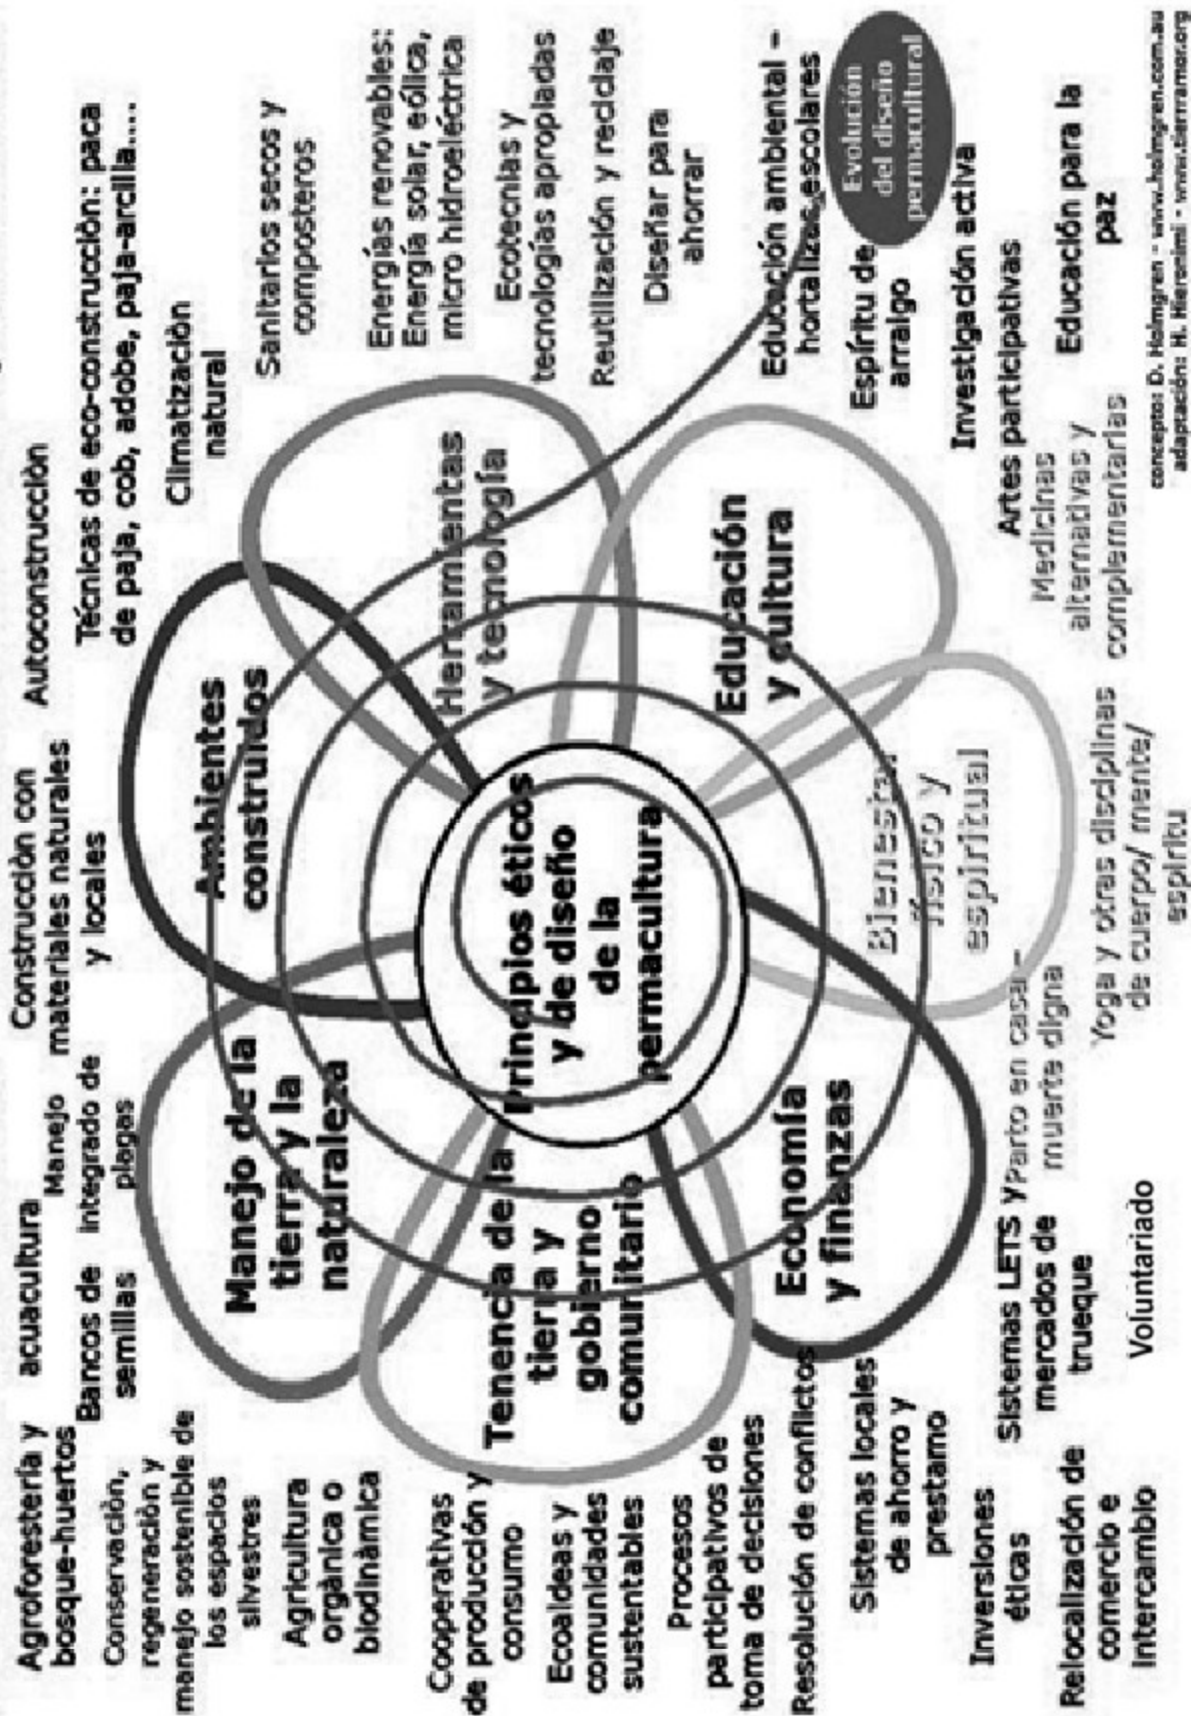 Agroforestería y
bosque-huertos
acuacultura
Manejo
integrado de
plagas
Bancos de
semillas
Conservación,
regeneración y
manejo sostenible de
los espacios
silvestres
Agricultura
orgánica o
biodinámica
Construcción con
materiales naturales
y locales
Autoconstrucción
Técnicas de eco-construcción: paca
de paja, cob, adobe, paja-arcilla....
Climatización
natural
Sanitarios secos y
composteros
Energías renovables:
Energía solar, eólica,
micro hidroeléctrica
Ecotecnias y
tecnologías apropiadas
Reutilización y reciclaje
Diseñar para
ahorrar
Manejo de la
tierra y la
naturaleza
Ambientes
construidos
Herramientas
y tecnología
Principios éticos
y de diseño
de la
permacultura
Tenencia de la
tierra y
gobierno
comunitario
Educación
y cultura
Economía
y finanzas
Bienestar
físico y
espiritual
Cooperativas
de producción y
consumo
Ecoaldeas y
comunidades
sustentables
Procesos
participativos de
toma de decisiones
Resolución de conflictos
Sistemas locales
de ahorro y
prestamo
Inversiones
éticas
Sistemas LETS y
mercados de
trueque
Relocalización de
comercio e
intercambio
Voluntariado
Parto en casa –
muerte digna
Yoga y otras disciplinas
de cuerpo/ mente/
espíritu
Medicinas
alternativas y
complementarias
Educación ambiental –
hortalizas escolares
Espíritu de
arraigo
Evolución
del diseño
permacultural
Investigación activa
Artes participativas
Educación para la
paz
concepto: D. Holmgren - www.holmgren.com.au
adaptación: H. Hieronimi - www.tierramor.org